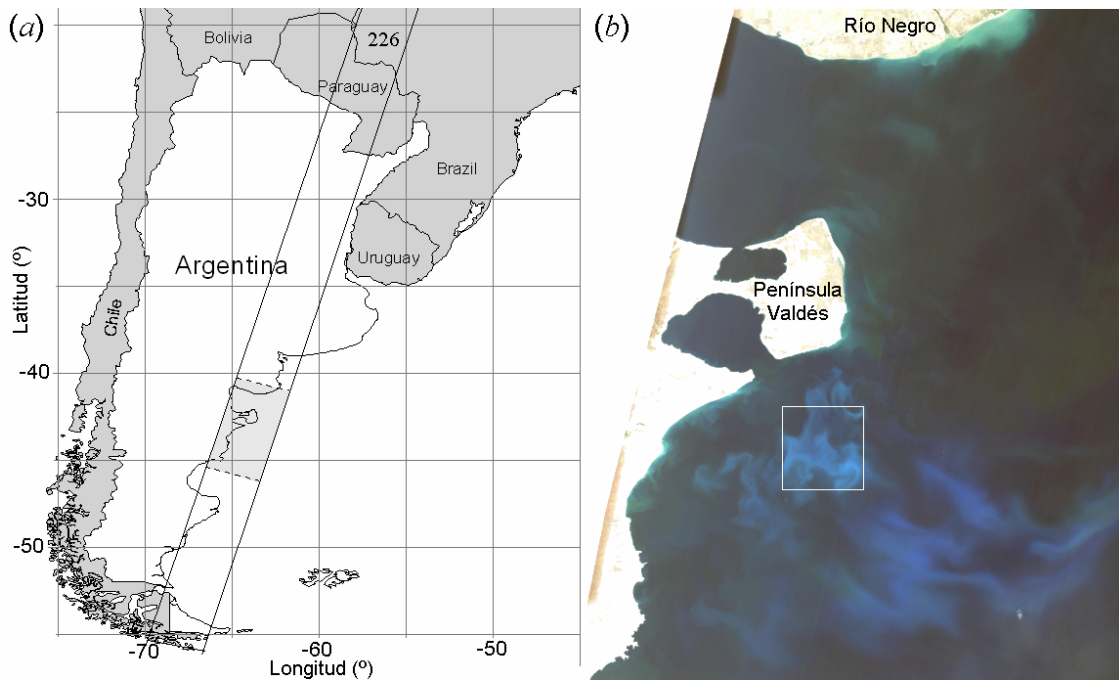 (a)
Bolivia
226
Paraguay
Brazil
-30
Argentina
Uruguay
Chile
Latitud (º)
-40
-50
-70
-60
-50
Longitud (º)
(b)
Río Negro
Península
Valdés